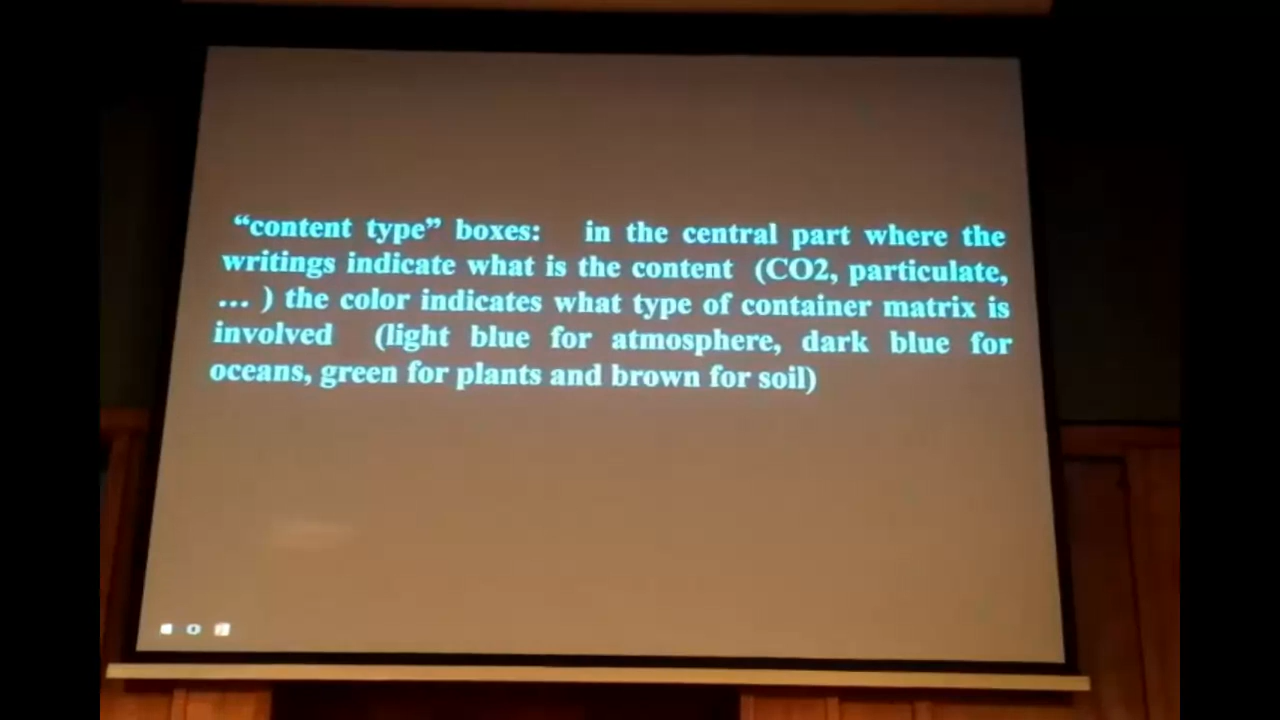 “content type” boxes: in the central part where the
writings indicate what is the content (CO2, particulate,
... ) the color indicates what type of container matrix is
involved (light blue for atmosphere, dark blue for
oceans, green for plants and brown for soil)